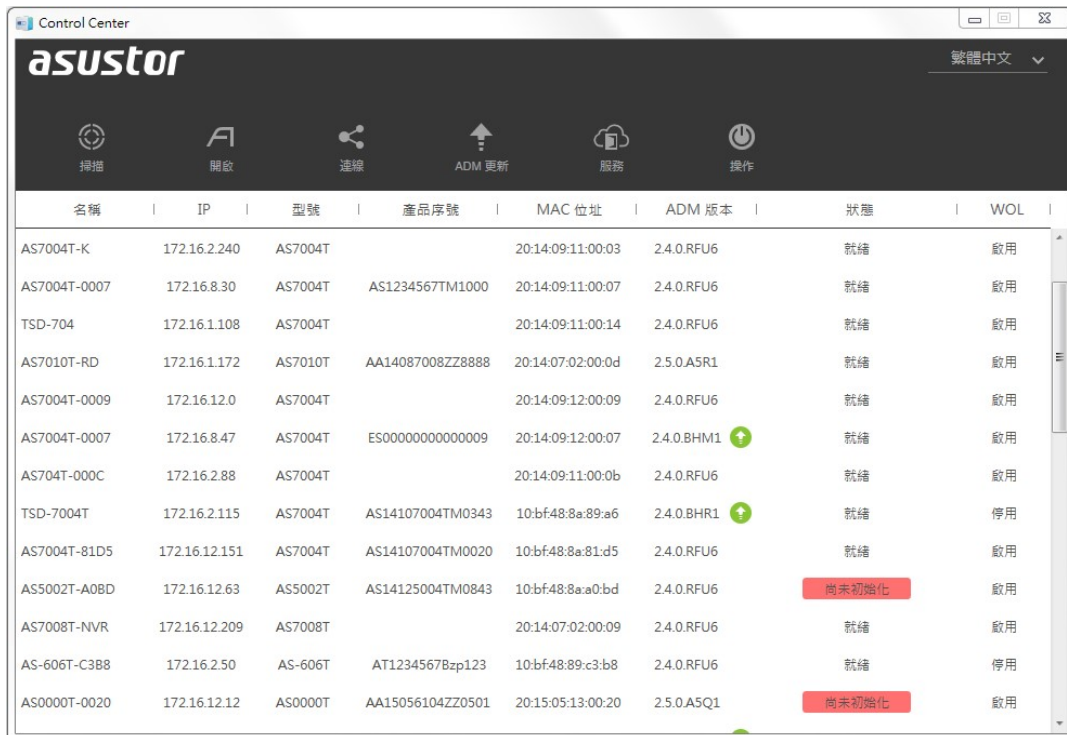 Control Center
asustor
繁體中文
掃描 開啟 連線 ADM 更新 服務 操作
名稱 IP 型號 產品序號 MAC 位址 ADM 版本 狀態 WOL
AS7004T-K 172.16.2.240 AS7004T 20:14:09:11:00:03 2.4.0.RFU6 就緒 啟用
AS7004T-0007 172.16.8.30 AS7004T AS1234567TM1000 20:14:09:11:00:07 2.4.0.RFU6 就緒 啟用
TSD-704 172.16.1.108 AS7004T 20:14:09:11:00:14 2.4.0.RFU6 就緒 啟用
AS7010T-RD 172.16.1.172 AS7010T AA14087008ZZ8888 20:14:07:02:00:0d 2.5.0.A5R1 就緒 啟用
AS7004T-0009 172.16.12.0 AS7004T 20:14:09:12:00:09 2.4.0.RFU6 就緒 啟用
AS7004T-0007 172.16.8.47 AS7004T ES00000000000009 20:14:09:12:00:07 2.4.0.BHM1 就緒 啟用
AS704T-000C 172.16.2.88 AS7004T 20:14:09:11:00:0b 2.4.0.RFU6 就緒 啟用
TSD-7004T 172.16.2.115 AS7004T AS14107004TM0343 10:bf:48:8a:89:a6 2.4.0.BHR1 就緒 停用
AS7004T-81D5 172.16.12.151 AS7004T AS14107004TM0020 10:bf:48:8a:81:d5 2.4.0.RFU6 就緒 啟用
AS5002T-A0BD 172.16.12.63 AS5002T AS14125004TM0843 10:bf:48:8a:a0:bd 2.4.0.RFU6 尚未初始化 啟用
AS7008T-NVR 172.16.12.209 AS7008T 20:14:07:02:00:09 2.4.0.RFU6 就緒 啟用
AS-606T-C3B8 172.16.2.50 AS-606T AT1234567Bzp123 10:bf:48:89:c3:b8 2.4.0.RFU6 就緒 停用
AS0000T-0020 172.16.12.12 AS0000T AA15056104ZZ0501 20:15:05:13:00:20 2.5.0.A5Q1 尚未初始化 啟用